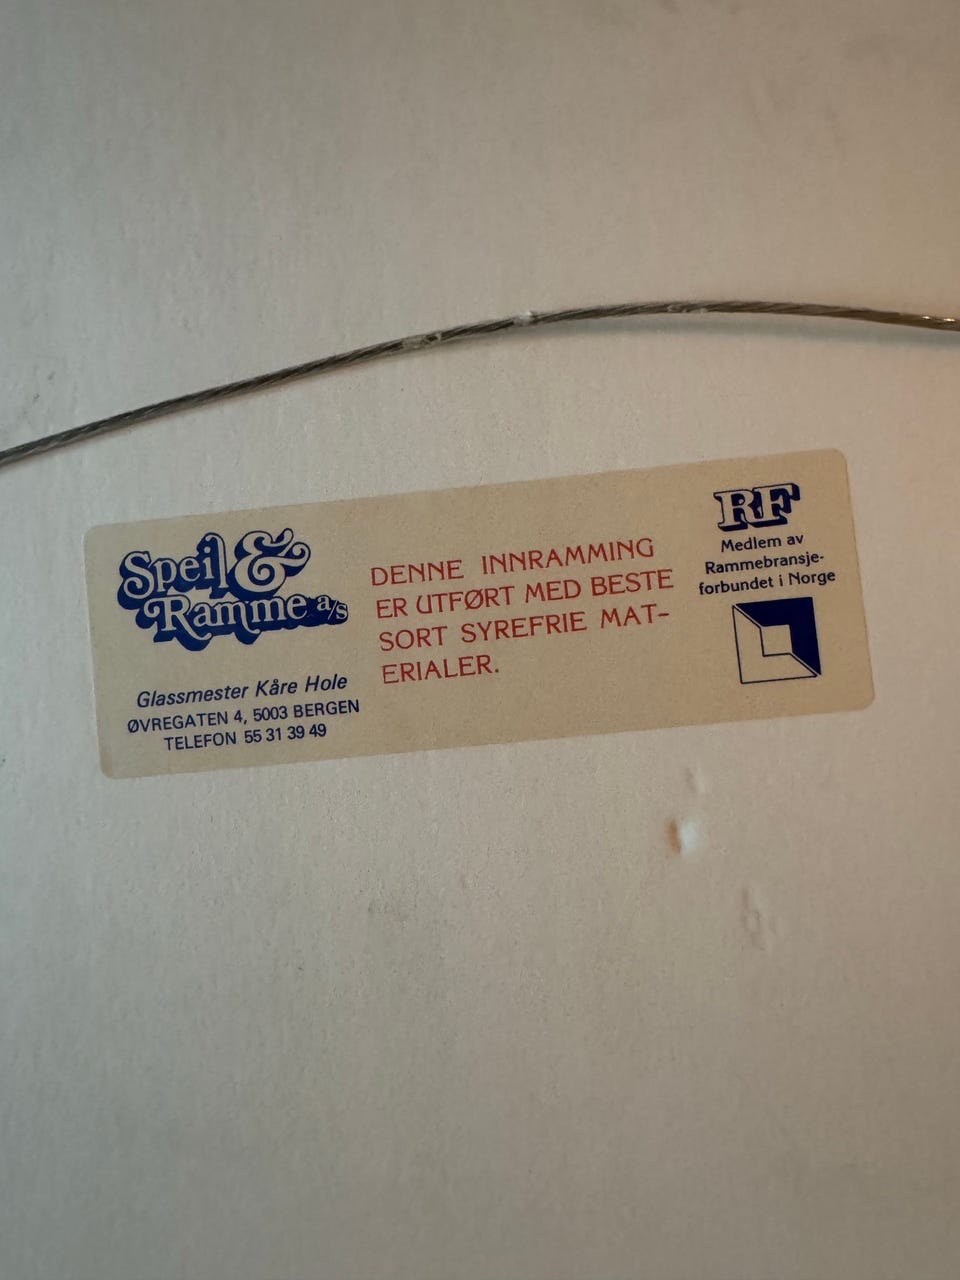 Speil &
Ramme a/s
Glassmester Kåre Hole
ØVREGATEN 4, 5003 BERGEN
TELEFON 55 31 39 49
DENNE INNRAMMING
ER UTFØRT MED BESTE
SORT SYREFRIE MAT-
ERIALER.
RF
Medlem av
Rammebransje-
forbundet i Norge